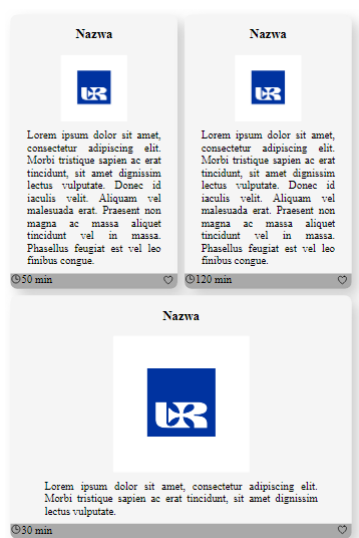 Nazwa
UR
Lorem ipsum dolor sit amet,
consectetur adipiscing elit.
Morbi tristique sapien ac erat
tincidunt, sit amet dignissim
lectus vulputate. Donec id
iaculis velit. Aliquam vel
malesuada erat. Praesent non
magna ac massa aliquet
tincidunt vel in massa.
Phasellus feugiat est vel leo
finibus congue.
50 min
Nazwa
UR
Lorem ipsum dolor sit amet,
consectetur adipiscing elit.
Morbi tristique sapien ac erat
tincidunt, sit amet dignissim
lectus vulputate. Donec id
iaculis velit. Aliquam vel
malesuada erat. Praesent non
magna ac massa aliquet
tincidunt vel in massa.
Phasellus feugiat est vel leo
finibus congue.
120 min
Nazwa
UR
Lorem ipsum dolor sit amet, consectetur adipiscing elit.
Morbi tristique sapien ac erat tincidunt, sit amet dignissim
lectus vulputate.
30 min